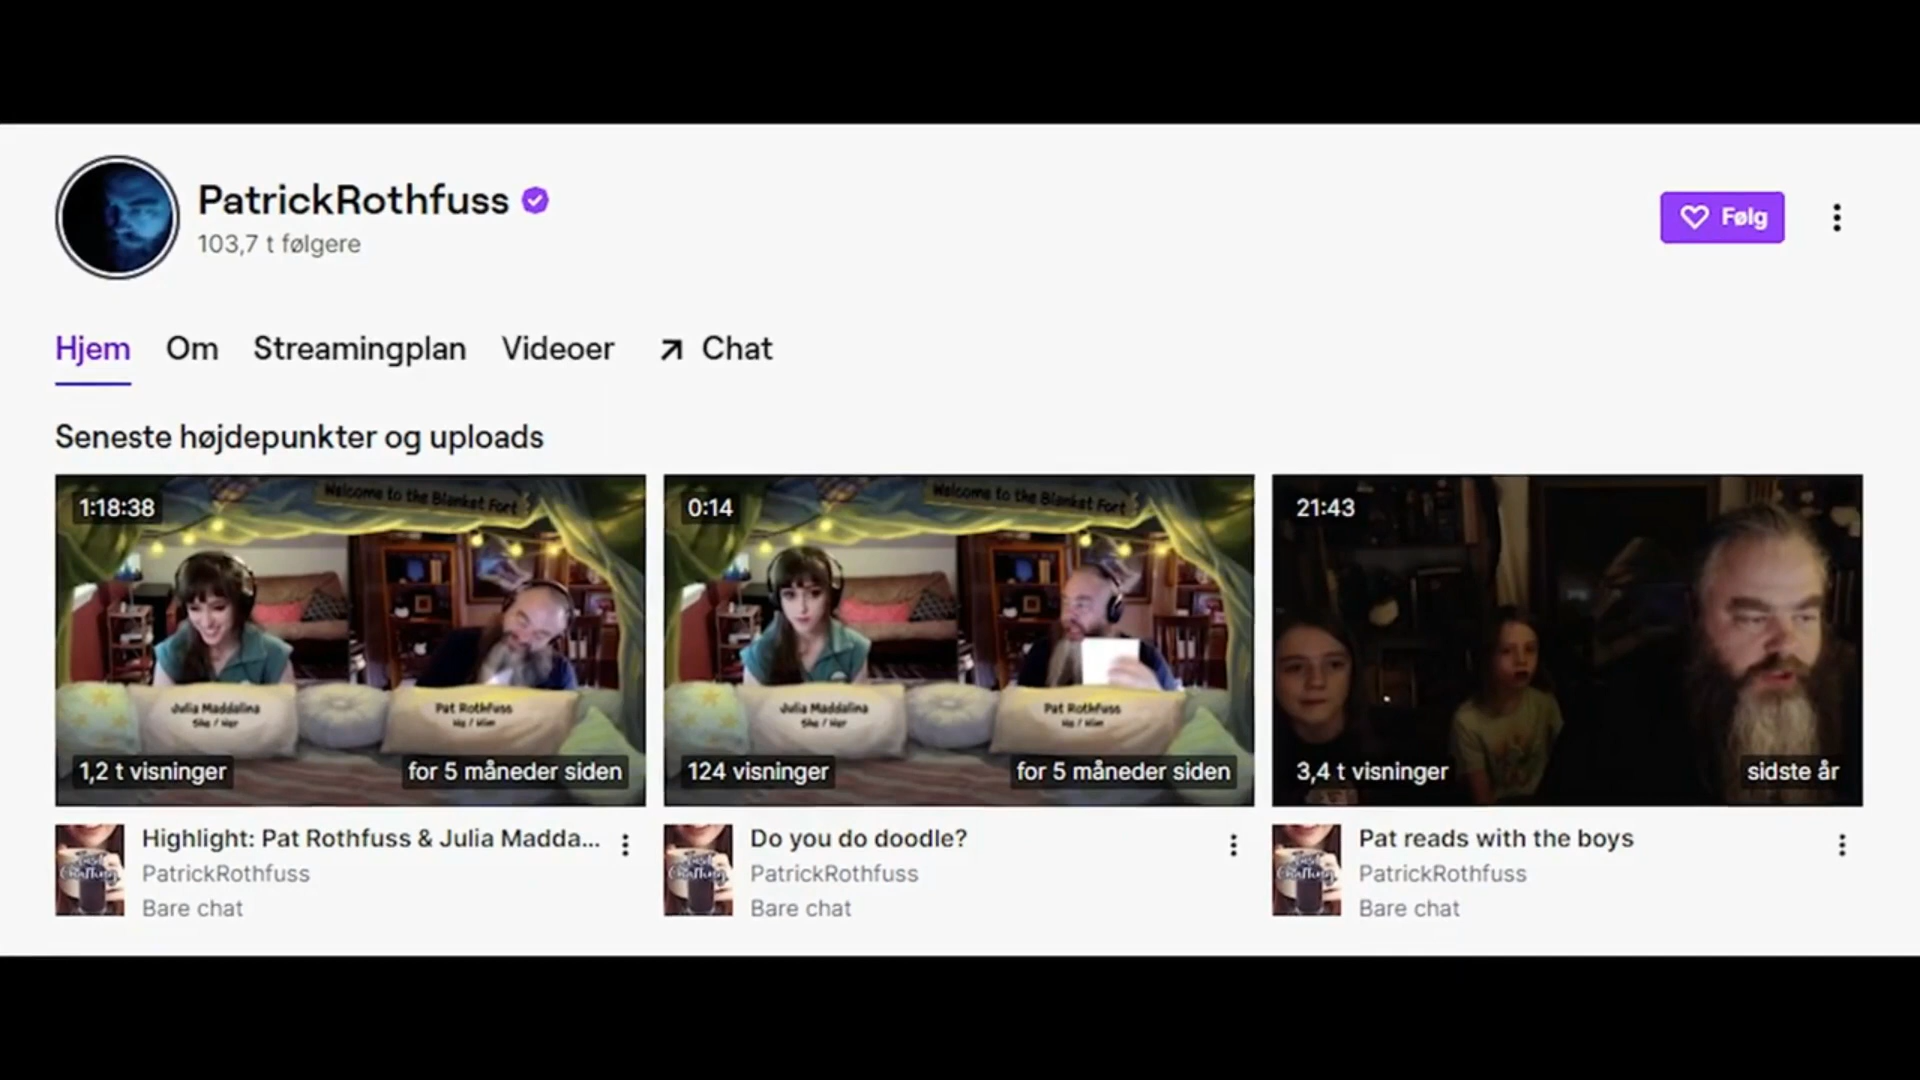 PatrickRothfuss
103,7 t følgere
Følg
Hjem Om Streamingplan Videoer Chat
Seneste højdepunkter og uploads
1:18:38
Welcome to the Blanket Fort
Julia Maddalina
She / Her
Pat Rothfuss
He / Him
1,2 t visninger
for 5 måneder siden
Highlight: Pat Rothfuss & Julia Madda...
PatrickRothfuss
Bare chat
0:14
Welcome to the Blanket Fort
Julia Maddalina
She / Her
Pat Rothfuss
He / Him
124 visninger
for 5 måneder siden
Do you do doodle?
PatrickRothfuss
Bare chat
21:43
3,4 t visninger
sidste år
Pat reads with the boys
PatrickRothfuss
Bare chat